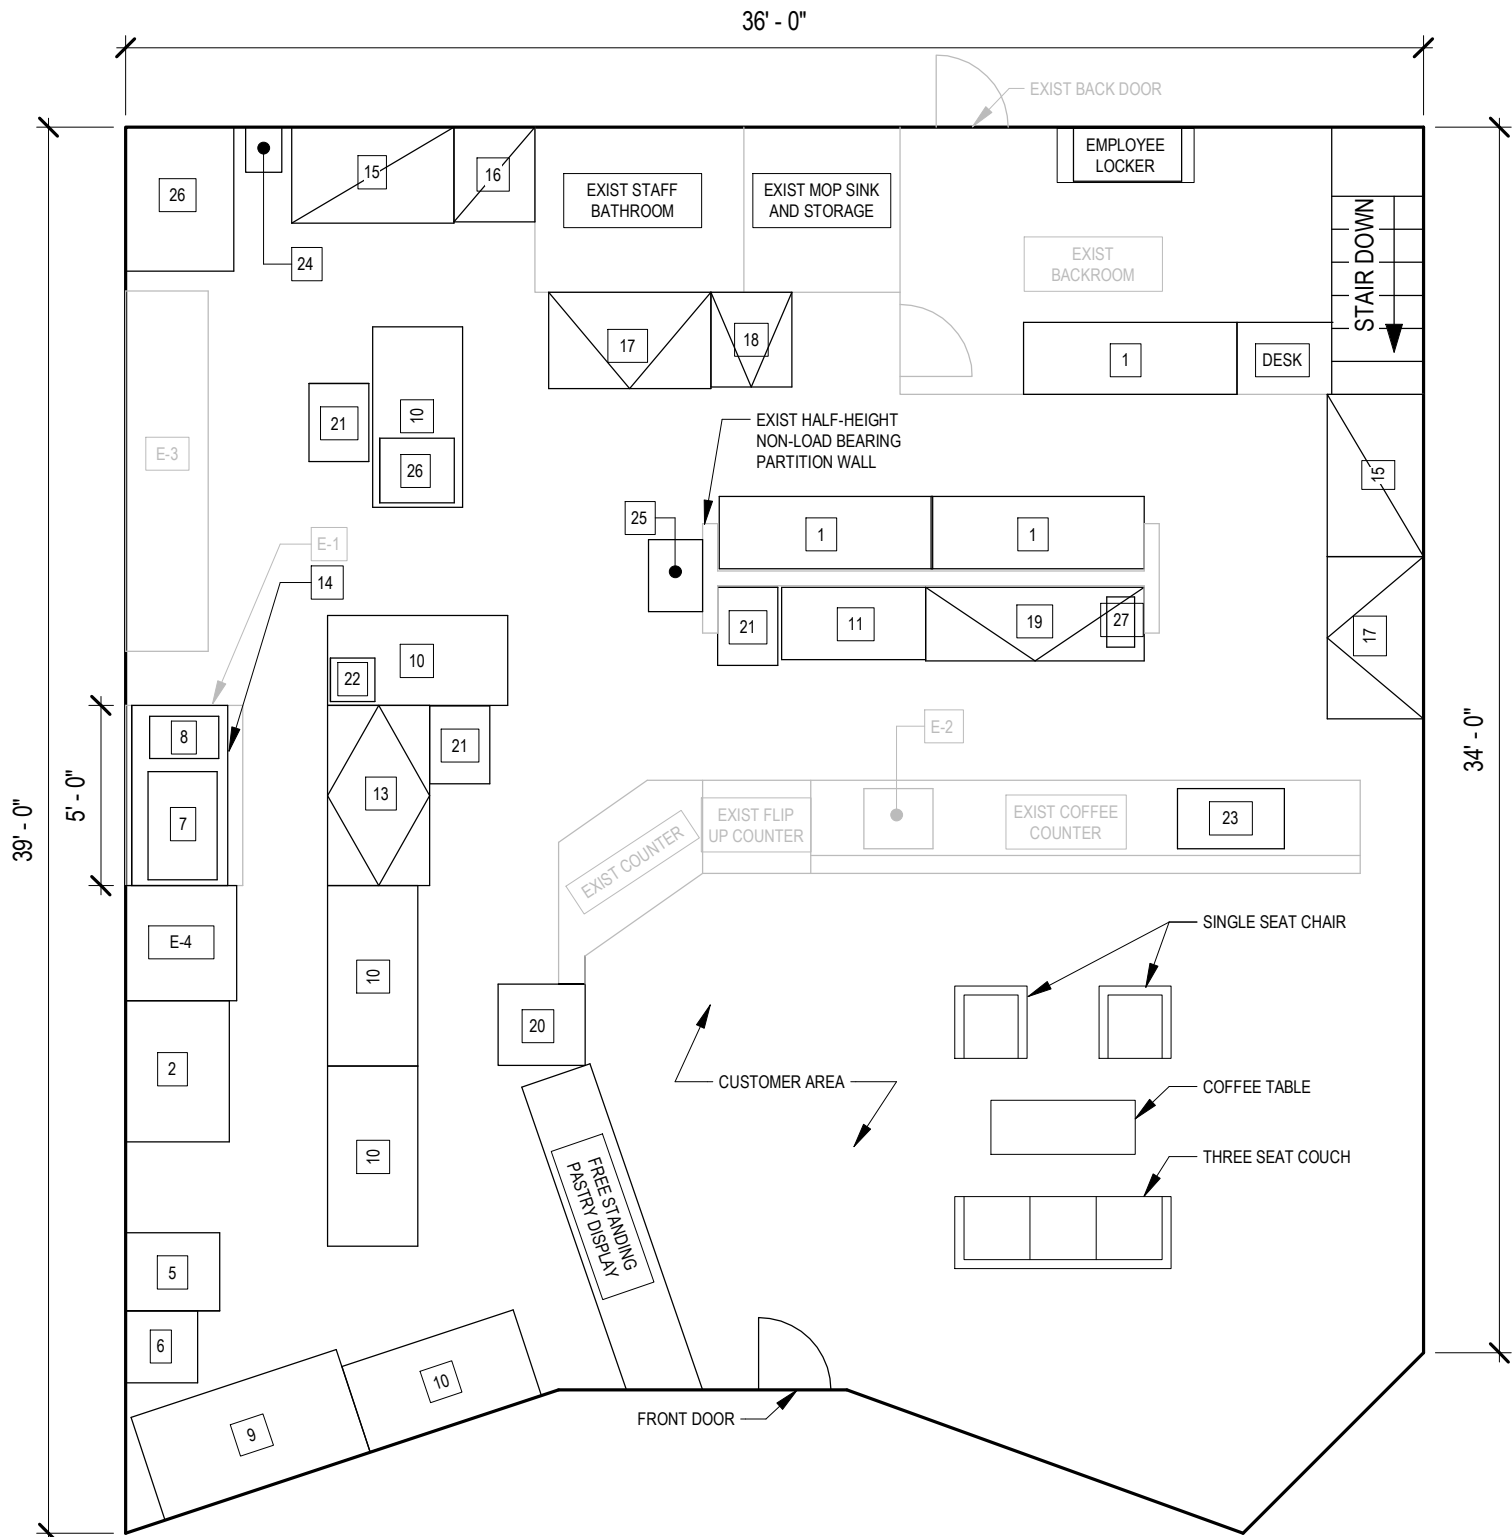 36' - 0"
EXIST BACK DOOR
EMPLOYEE
LOCKER
26
15
16
EXIST STAFF
BATHROOM
EXIST MOP SINK
AND STORAGE
24
EXIST
BACKROOM
STAIR DOWN
17
18
1
DESK
21
10
26
EXIST HALF-HEIGHT
NON-LOAD BEARING
PARTITION WALL
E-3
15
25
1
1
E-1
14
21
11
19
27
17
10
22
E-2
8
21
13
7
5' - 0"
39' - 0"
34' - 0"
EXIST COUNTER
EXIST FLIP
UP COUNTER
EXIST COFFEE
COUNTER
23
E-4
SINGLE SEAT CHAIR
10
20
2
CUSTOMER AREA
COFFEE TABLE
10
THREE SEAT COUCH
FREE STANDING
PASTRY DISPLAY
5
6
10
9
FRONT DOOR